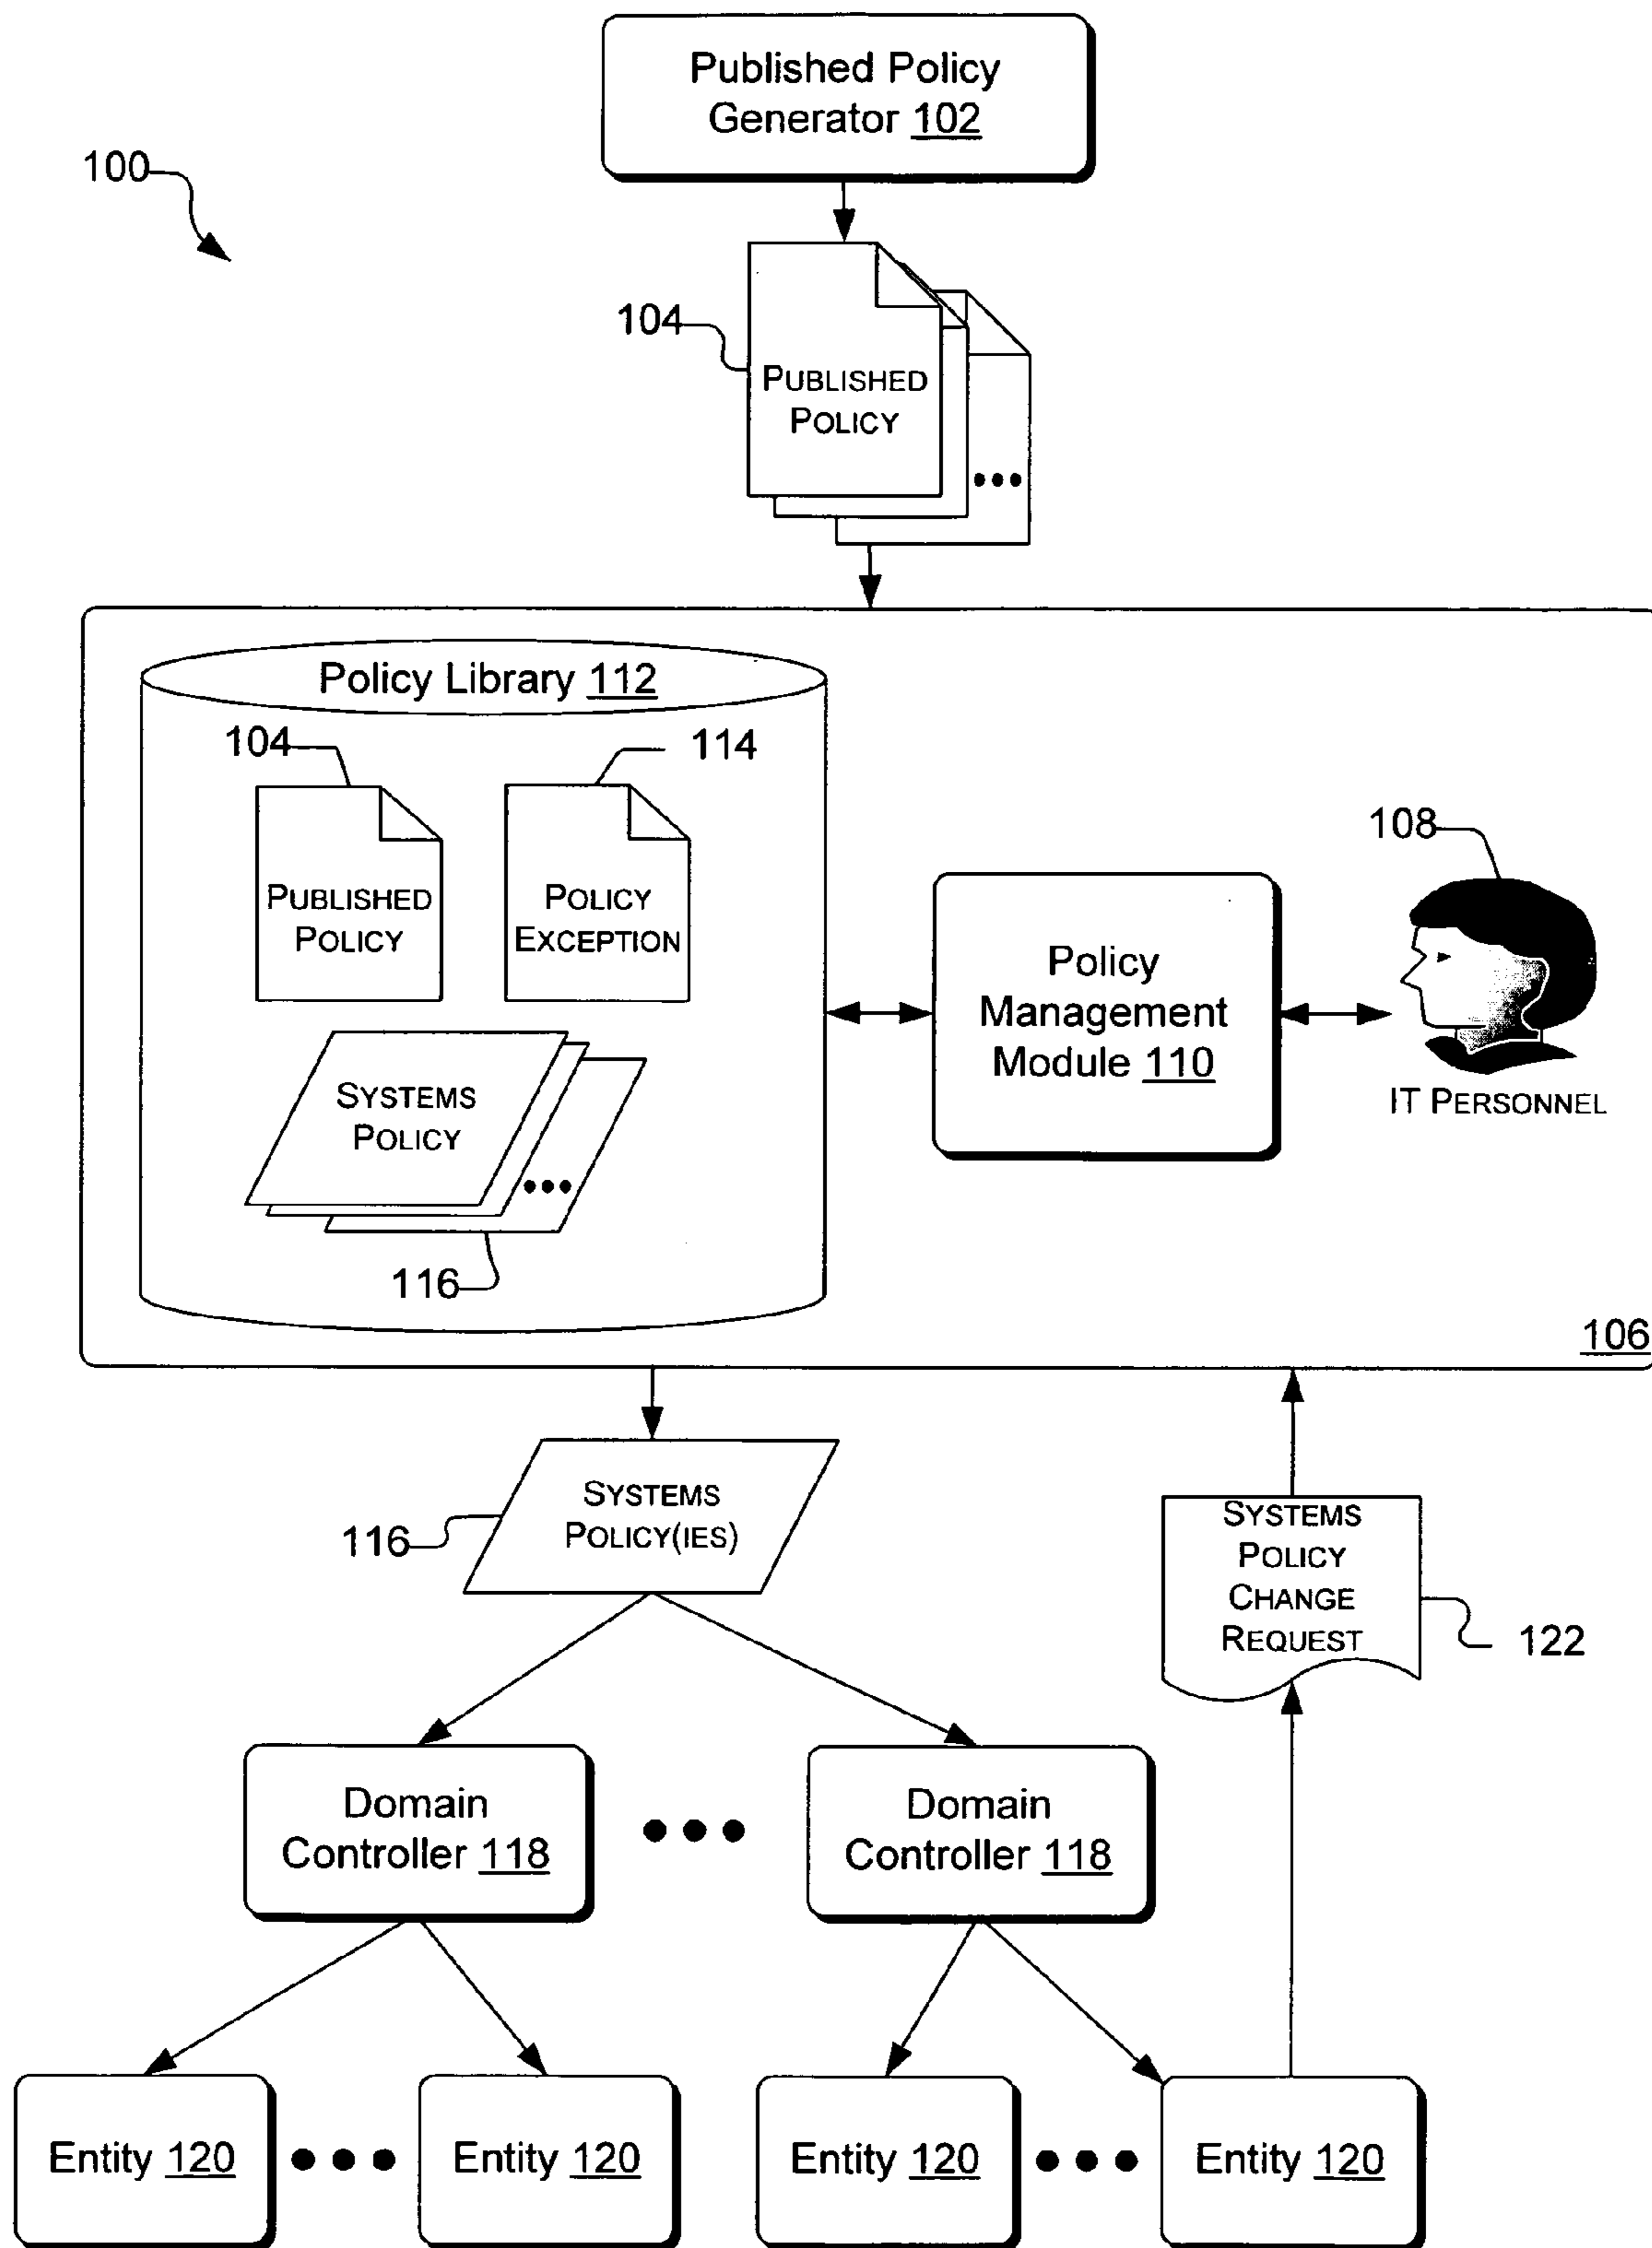 Published Policy
Generator 102
100
104
PUBLISHED
POLICY
Policy Library 112
104
114
PUBLISHED
POLICY
POLICY
EXCEPTION
108
Policy
Management
Module 110
IT PERSONNEL
SYSTEMS
POLICY
116
106
SYSTEMS
POLICY(IES)
116
SYSTEMS
POLICY
CHANGE
REQUEST
122
Domain
Controller 118
Domain
Controller 118
Entity 120
Entity 120
Entity 120
Entity 120